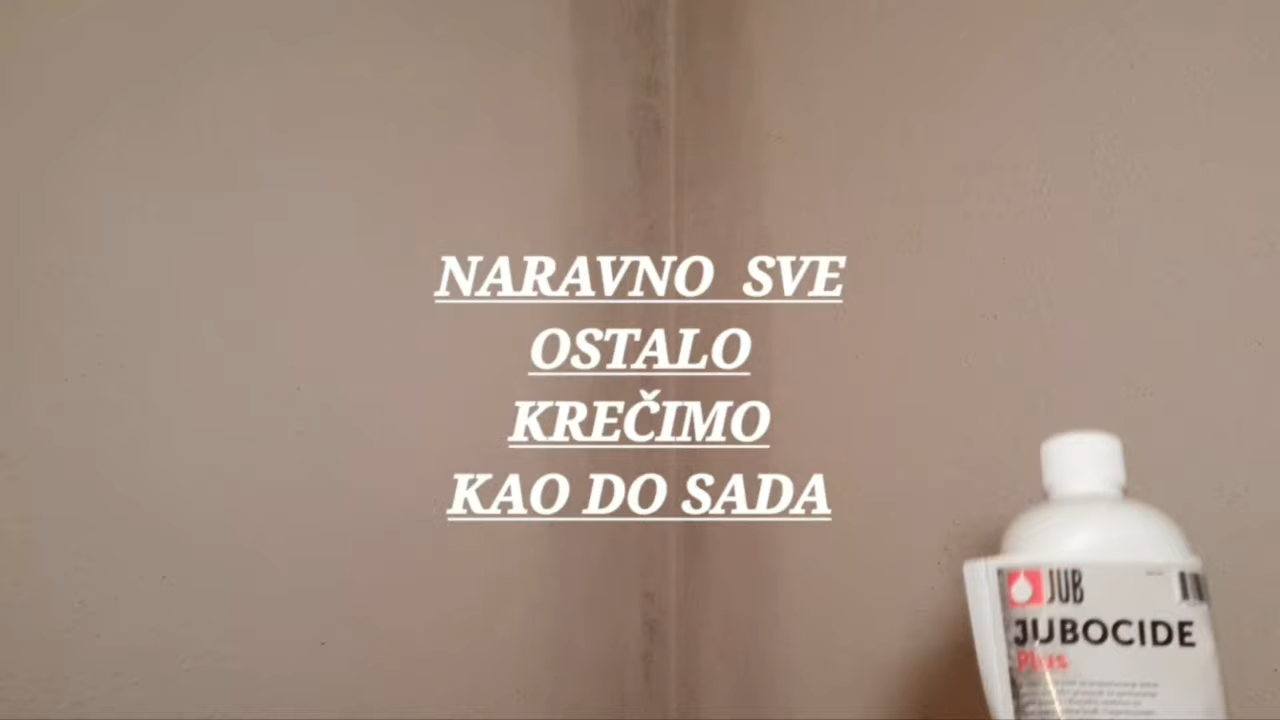 NARAVNO SVE
OSTALO
KREČIMO
KAO DO SADA
JUB
JUBOCIDE
Plus